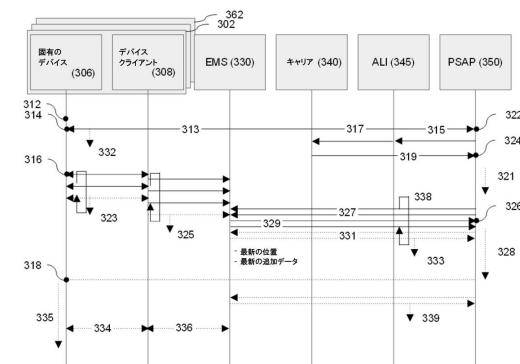 362
302
固有の
デバイス
(306)
デバイス
クライアント
(308)
EMS (330)
キャリア (340)
ALI (345)
PSAP (350)
312
314
313
317
315
322
324
332
319
316
321
338
323
327
326
325
329
331
328
333
- 最新の位置
- 最新の追加データ
318
335
339
334
336